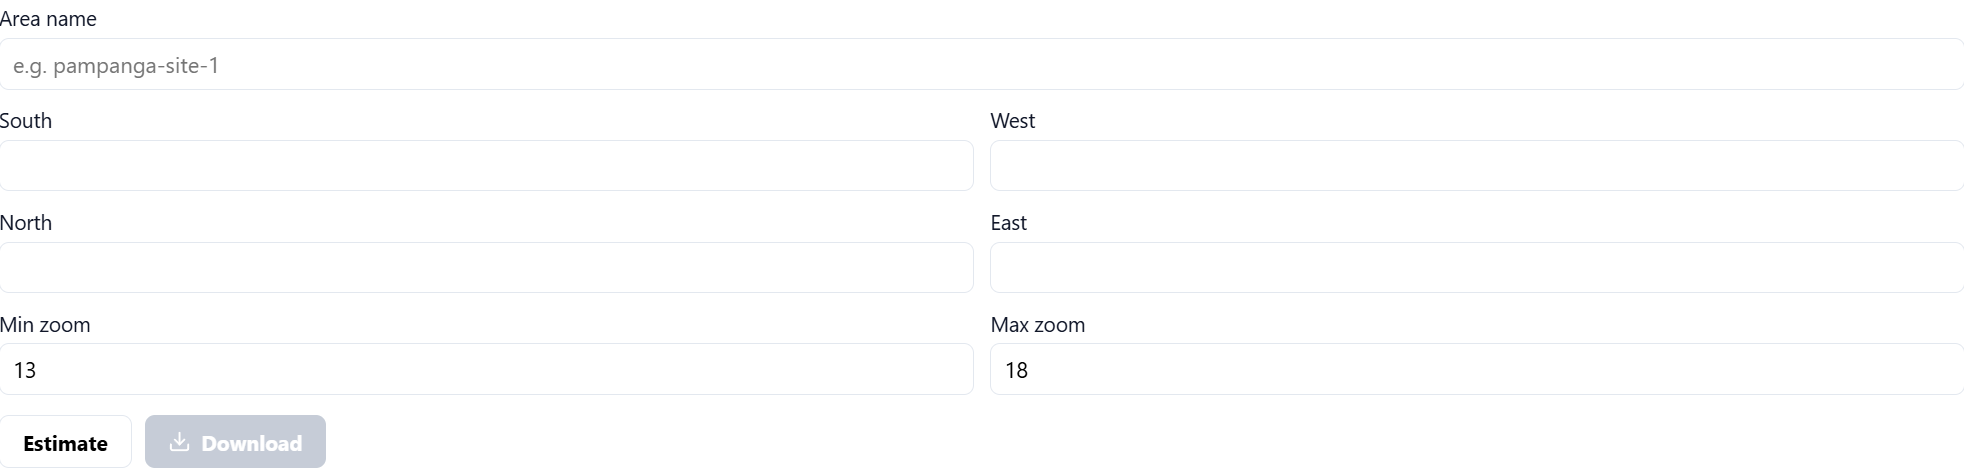 Area name
e.g. pampanga-site-1
South West
North East
Min zoom Max zoom
13 18
Estimate Download